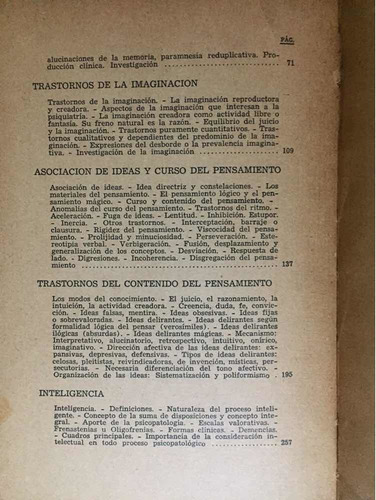 PÁG.
alucinaciones de la memoria, paramnesia reduplicativa. Pro-
ducción clínica. Investigación 71
TRASTORNOS DE LA IMAGINACION
Trastornos de la imaginación. - La imaginación reproductora
y creadora. - Aspectos de la imaginación que interesan a la
psiquiatría. - La imaginación creadora como actividad libre o
fantasía. Su freno natural es la razón. - Equilibrio del juicio
y la imaginación. - Trastornos puramente cuantitativos. - Tras-
tornos cualitativos y dependientes del predominio de la ima-
ginación. - Expresiones del desborde o la prevalencia imagina-
tiva. - Investigación de la imaginación 109
ASOCIACION DE IDEAS Y CURSO DEL PENSAMIENTO
Asociación de ideas. - Idea directriz y constelaciones. - Los
materiales del pensamiento. - El pensamiento lógico y el pen-
samiento mágico. - Curso y contenido del pensamiento. -
Anomalías del curso del pensamiento. - Trastornos del ritmo. -
Aceleración. - Fuga de ideas. - Lentitud. - Inhibición. Estupor.
- Inercia. - Otros trastornos. - Interceptación, barraje o
clausura. - Rigidez del pensamiento. - Viscocidad del pensa-
miento. - Prolijidad y minuciosidad. - Perseveración. - Este-
reotipia verbal. - Verbigeración. - Fusión, desplazamiento y
generalización de los conceptos. - Desviación. - Respuesta de
lado. - Digresiones. - Incoherencia. - Disgregación del pensa-
miento 137
TRASTORNOS DEL CONTENIDO DEL PENSAMIENTO
Los modos del conocimiento. - El juicio, el razonamiento, la
intuición, la actividad creadora. - Creencia, duda, fe, convic-
ción. - Ideas falsas, mentira. - Ideas obsesivas. - Ideas fijas
o sobrevaloradas. - Ideas delirantes. - Ideas delirantes según
formalidad lógica del pensar (verosímiles). - Ideas delirantes
ilógicas (absurdas). - Ideas delirantes mágicas. - Mecanismo:
Interpretativo, alucinatorio, retrospectivo, intuitivo, onírico,
imaginativo. - Dirección afectiva de las ideas delirantes: ex-
pansivas, depresivas, defensivas. - Tipos de ideas delirantes:
celosas, pleitistas, reivindicadoras, de invención, místicas, per-
secutorias. - Necesaria diferenciación del tono afectivo. -
Organización de las ideas: Sistematización y poliformismo 195
INTELIGENCIA
Inteligencia. - Definiciones. - Naturaleza del proceso inteli-
gente. - Concepto de la suma de disposiciones y concepto inte-
gral. - Aporte de la psicopatología. - Escalas valorativas. -
Frenastenias u Oligofrenias. - Formas clínicas. - Demencias.
- Cuadros principales. - Importancia de la consideración in-
telectual en todo proceso psicopatológico 257